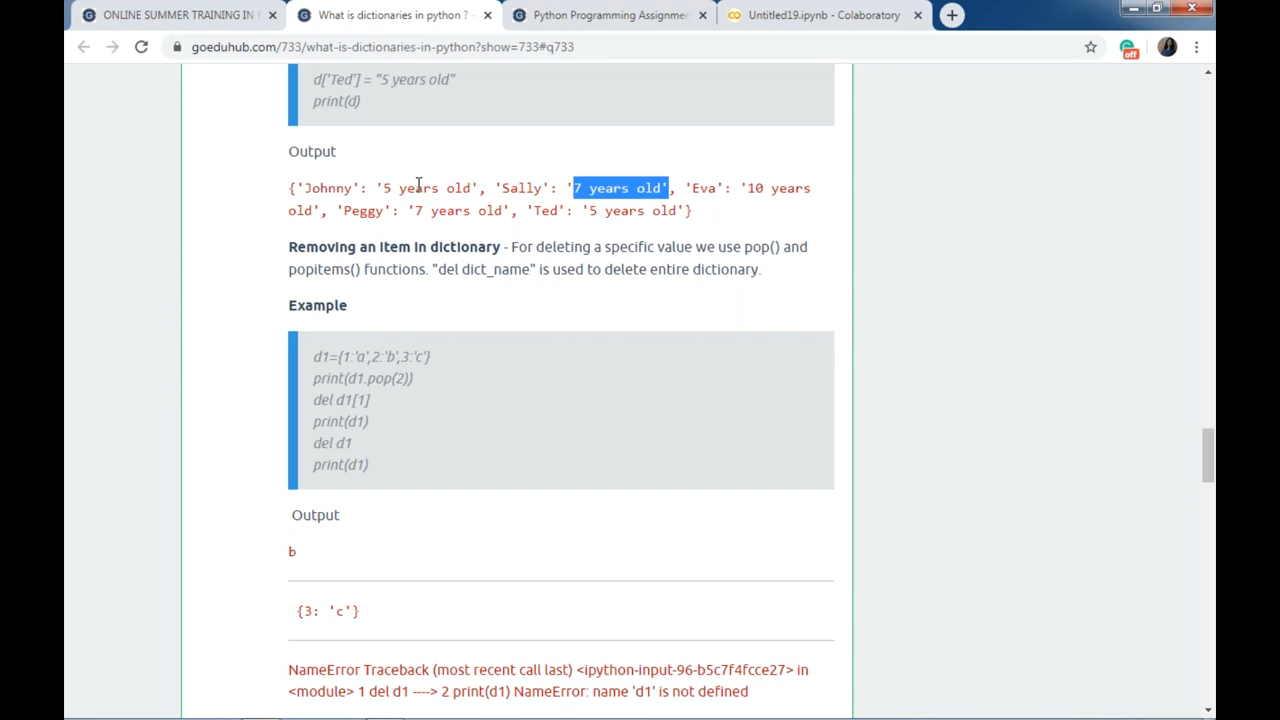 ONLINE SUMMER TRAINING IN
What is dictionaries in python ? -
Python Programming Assignment
Untitled19.ipynb - Colaboratory
goeduhub.com/733/what-is-dictionaries-in-python?show=733#q733
off
d['Ted'] = "5 years old"
print(d)
Output
{'Johnny': '5 years old', 'Sally': '7 years old', 'Eva': '10 years
old', 'Peggy': '7 years old', 'Ted': '5 years old'}
Removing an item in dictionary - For deleting a specific value we use pop() and
popitems() functions. "del dict_name" is used to delete entire dictionary.
Example
d1={1:'a',2:'b',3:'c'}
print(d1.pop(2))
del d1[1]
print(d1)
del d1
print(d1)
Output
b
{3: 'c'}
NameError Traceback (most recent call last) <ipython-input-96-b5c7f4fcce27> in
<module> 1 del d1 ----> 2 print(d1) NameError: name 'd1' is not defined